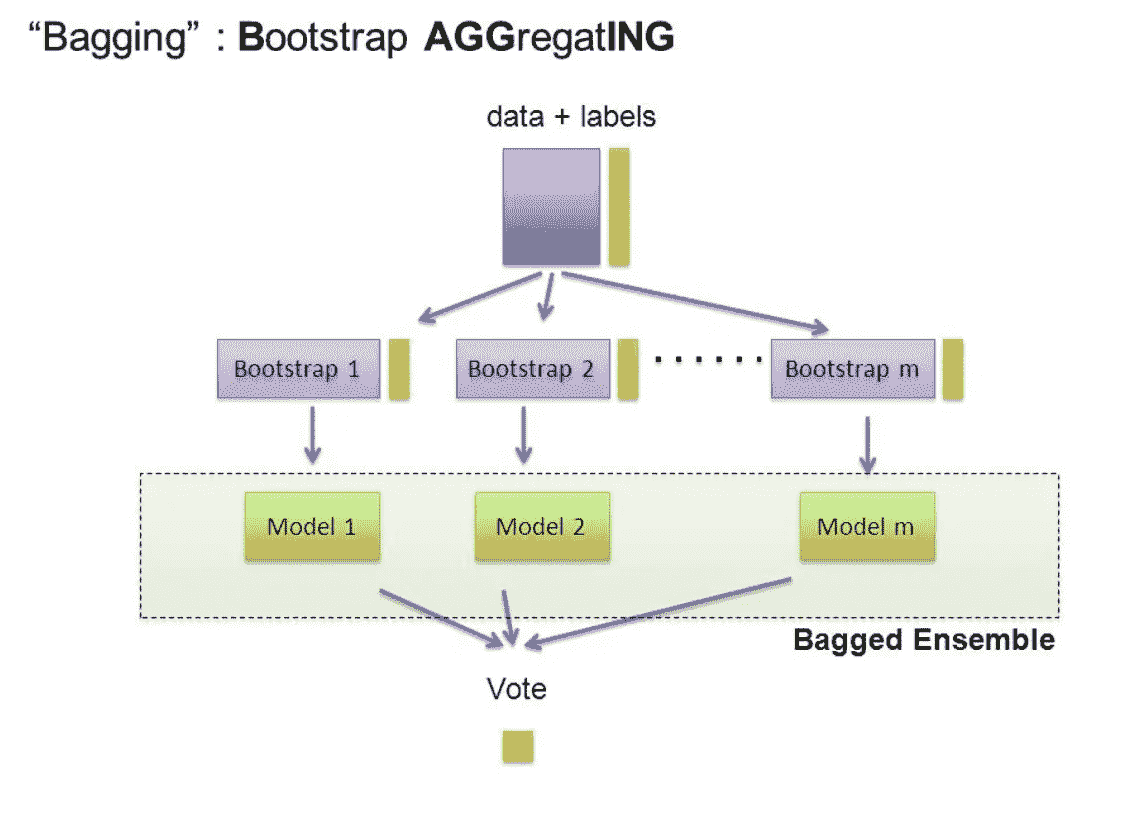 “Bagging” : Bootstrap AGGregatING
data + labels
Bootstrap 1
Bootstrap 2
......
Bootstrap m
Model 1
Model 2
Model m
Bagged Ensemble
Vote